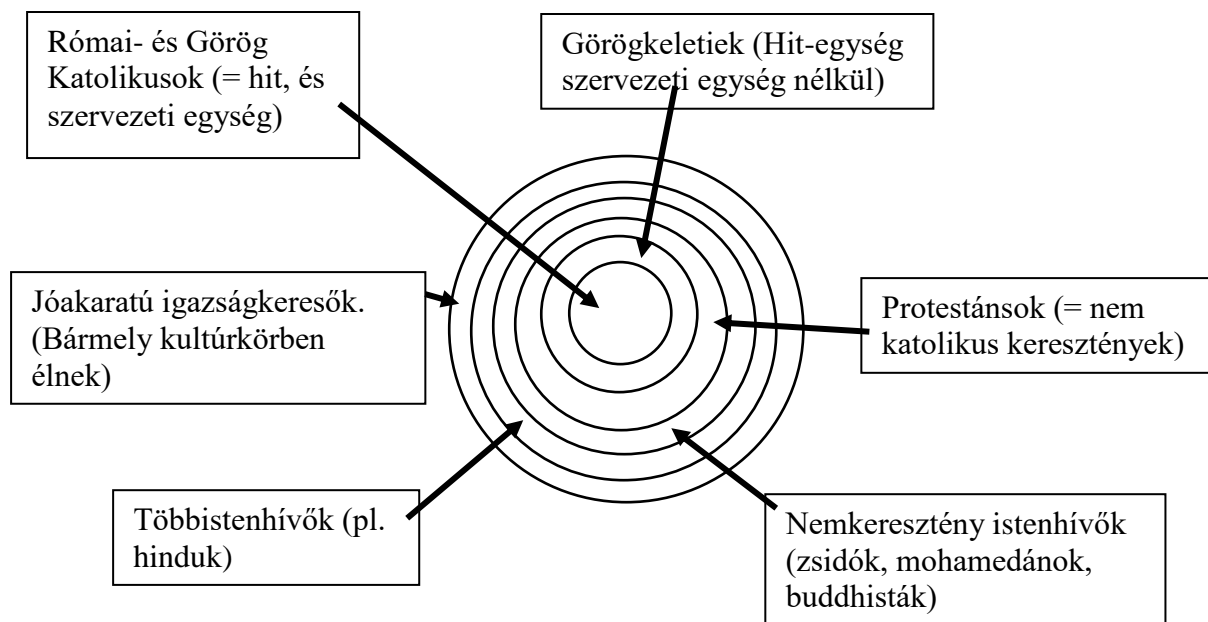 Római- és Görög
Katolikusok (= hit, és
szervezeti egység)
Görögkeletiek (Hit-egység
szervezeti egység nélkül)
Jóakaratú igazságkeresők.
(Bármely kultúrkörben
élnek)
Protestánsok (= nem
katolikus keresztények)
Többistenhívők (pl.
hinduk)
Nemkeresztény istenhívők
(zsidók, mohamedánok,
buddhisták)